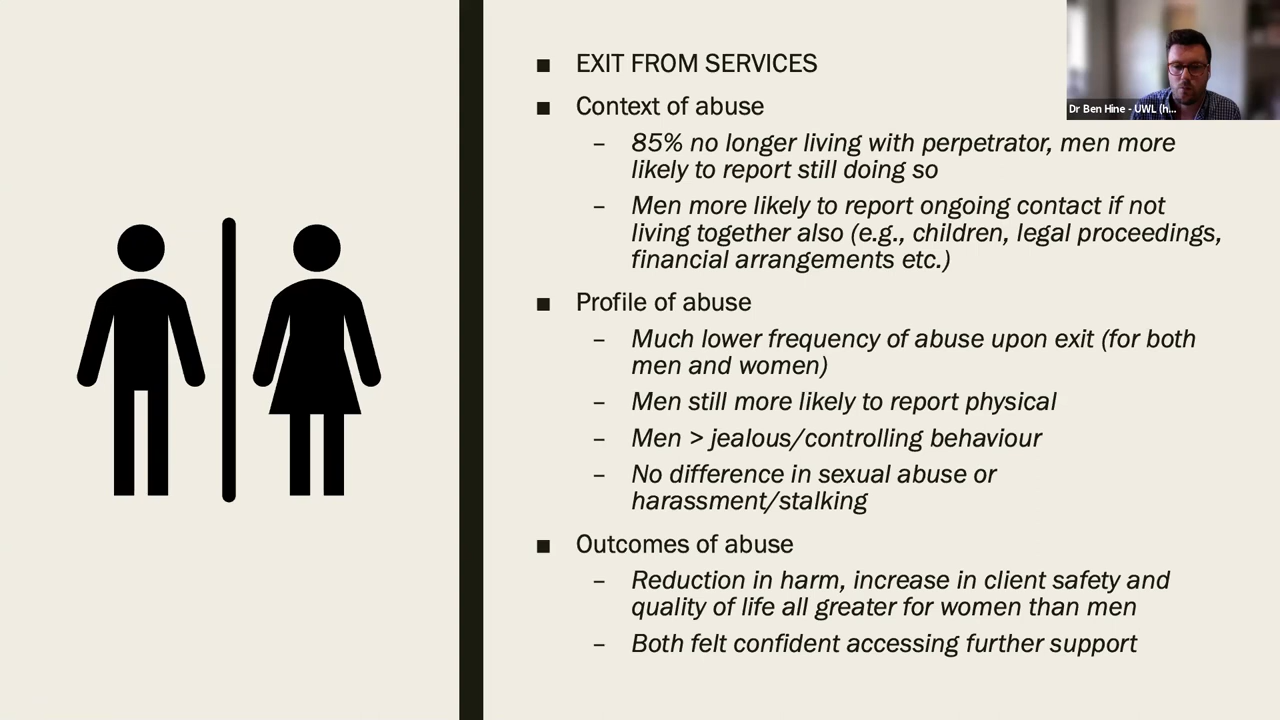 ■ EXIT FROM SERVICES
■ Context of abuse
– 85% no longer living with perpetrator, men more
likely to report still doing so
– Men more likely to report ongoing contact if not
living together also (e.g., children, legal proceedings,
financial arrangements etc.)
■ Profile of abuse
– Much lower frequency of abuse upon exit (for both
men and women)
– Men still more likely to report physical
– Men > jealous/controlling behaviour
– No difference in sexual abuse or
harassment/stalking
■ Outcomes of abuse
– Reduction in harm, increase in client safety and
quality of life all greater for women than men
– Both felt confident accessing further support
Dr Ben Hine - UWL (h...